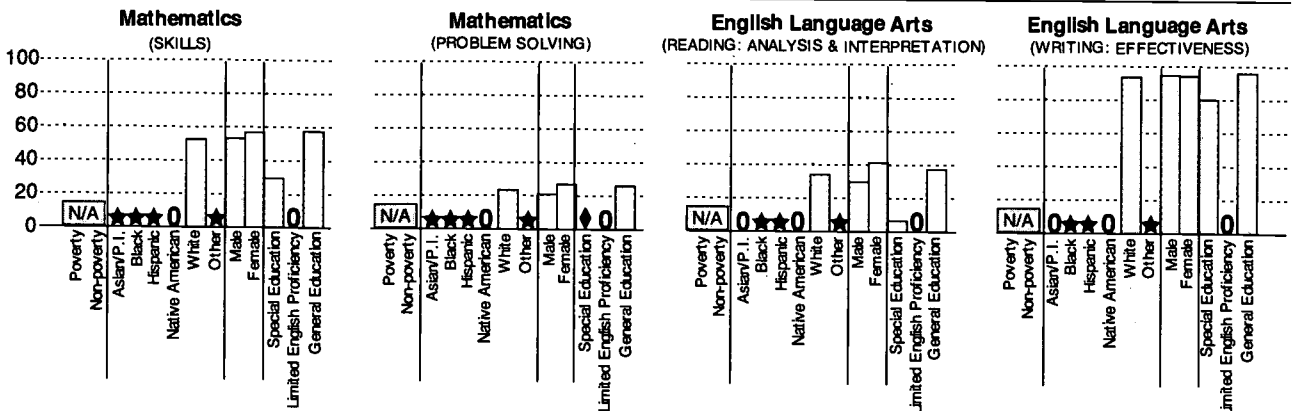 Mathematics
(SKILLS)
100
80
60
40
20
0
N/A
0
0
Poverty
Non-poverty
Asian/P.I.
Black
Hispanic
Native American
White
Other
Male
Female
Special Education
Limited English Proficiency
General Education
Mathematics
(PROBLEM SOLVING)
N/A
0
0
Poverty
Non-poverty
Asian/P.I.
Black
Hispanic
Native American
White
Other
Male
Female
Special Education
Limited English Proficiency
General Education
English Language Arts
(READING: ANALYSIS & INTERPRETATION)
N/A
0
0
0
Poverty
Non-poverty
Asian/P.I.
Black
Hispanic
Native American
White
Other
Male
Female
Special Education
Limited English Proficiency
General Education
English Language Arts
(WRITING: EFFECTIVENESS)
N/A
0
0
0
Poverty
Non-poverty
Asian/P.I.
Black
Hispanic
Native American
White
Other
Male
Female
Special Education
Limited English Proficiency
General Education